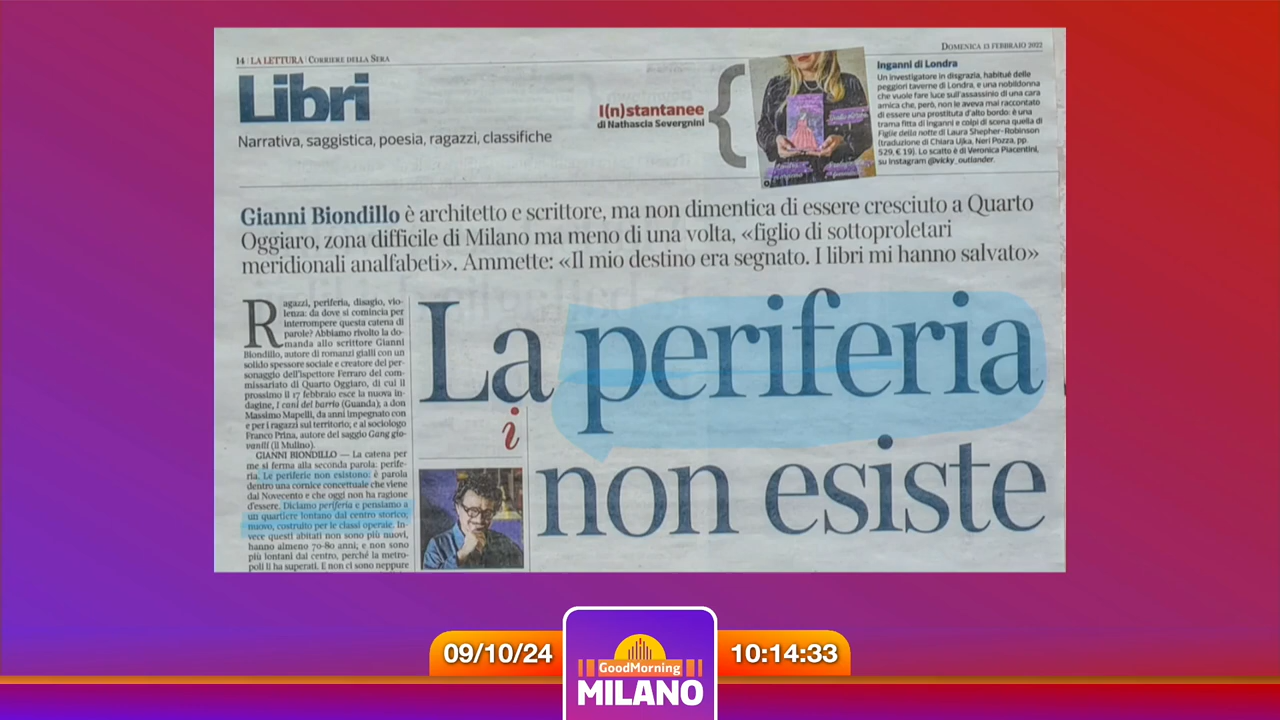 14 | LA LETTURA | CORRIERE DELLA SERA
DOMENICA 13 FEBBRAIO 2022
Libri
Narrativa, saggistica, poesia, ragazzi, classifiche
I(n)stantanee
di Nathascia Severgnini
Inganni di Londra
Un investigatore in disgrazia, habitué delle
peggiori taverne di Londra, e una nobildonna
che vuole fare luce sull'assassinio di una cara
amica che, però, non le aveva mai raccontato
di essere una prostituta d'alto bordo: è una
trama fitta di inganni e colpi di scena quella di
Figlie della notte di Laura Shepher-Robinson
(traduzione di Chiara Ujka, Neri Pozza, pp.
529, € 19). Lo scatto è di Veronica Piacentini,
su Instagram @vicky_outlander.
Gianni Biondillo è architetto e scrittore, ma non dimentica di essere cresciuto a Quarto
Oggiaro, zona difficile di Milano ma meno di una volta, «figlio di sottoproletari
meridionali analfabeti». Ammette: «Il mio destino era segnato. I libri mi hanno salvato»
Ragazzi, periferia, disagio, vio-
lenza: da dove si comincia per
interrompere questa catena di
parole? Abbiamo rivolto la do-
manda allo scrittore Gianni
Biondillo, autore di romanzi gialli con un
solido spessore sociale e creatore del per-
sonaggio dell'ispettore Ferraro del com-
missariato di Quarto Oggiaro, di cui il
prossimo il 17 febbraio esce la nuova in-
dagine, I cani del barrio (Guanda); a don
Massimo Mapelli, da anni impegnato con
e per i ragazzi sul territorio; e al sociologo
Franco Prina, autore del saggio Gang gio-
vanili (il Mulino).
GIANNI BIONDILLO — La catena per
me si ferma alla seconda parola: perife-
ria. Le periferie non esistono: è parola
dentro una cornice concettuale che viene
dal Novecento e che oggi non ha ragione
d'essere. Diciamo periferia e pensiamo a
un quartiere lontano dal centro storico,
nuovo, costruito per le classi operaie. In-
vece questi abitati non sono più nuovi,
hanno almeno 70-80 anni; e non sono
più lontani dal centro, perché la metro-
poli li ha superati. E non ci sono neppure
La periferia
i
non esiste
09/10/24
10:14:33
GoodMorning
MILANO